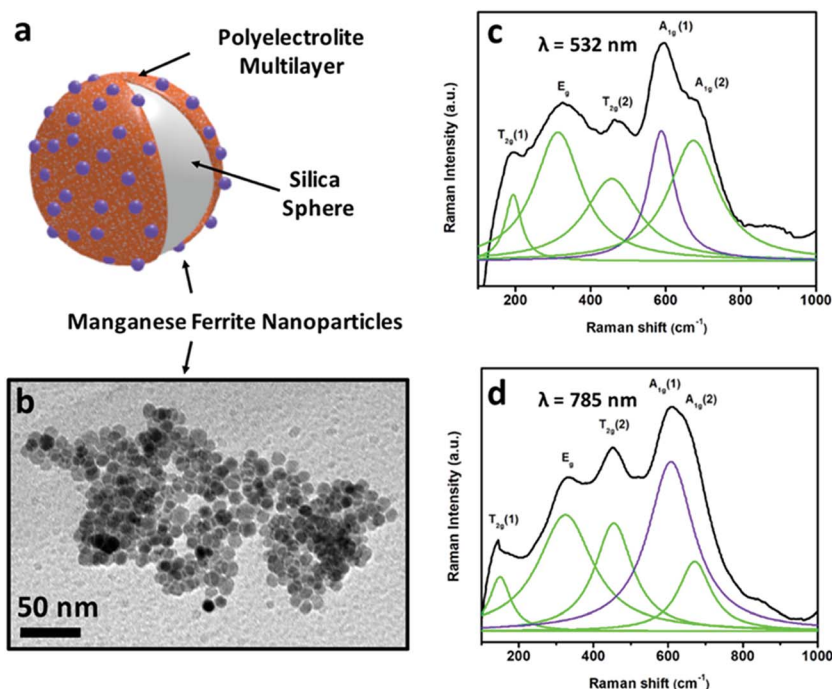 a
Polyelectrolite
Multilayer
Silica
Sphere
Manganese Ferrite Nanoparticles
b
50 nm
c
λ = 532 nm
A1g(1)
A1g(2)
Eg
T2g(2)
T2g(1)
Raman Intensity (a.u.)
200 400 600 800 1000
Raman shift (cm-1)
d
λ = 785 nm
A1g(1)
A1g(2)
T2g(2)
Eg
T2g(1)
Raman Intensity (a.u.)
200 400 600 800 1000
Raman shift (cm-1)